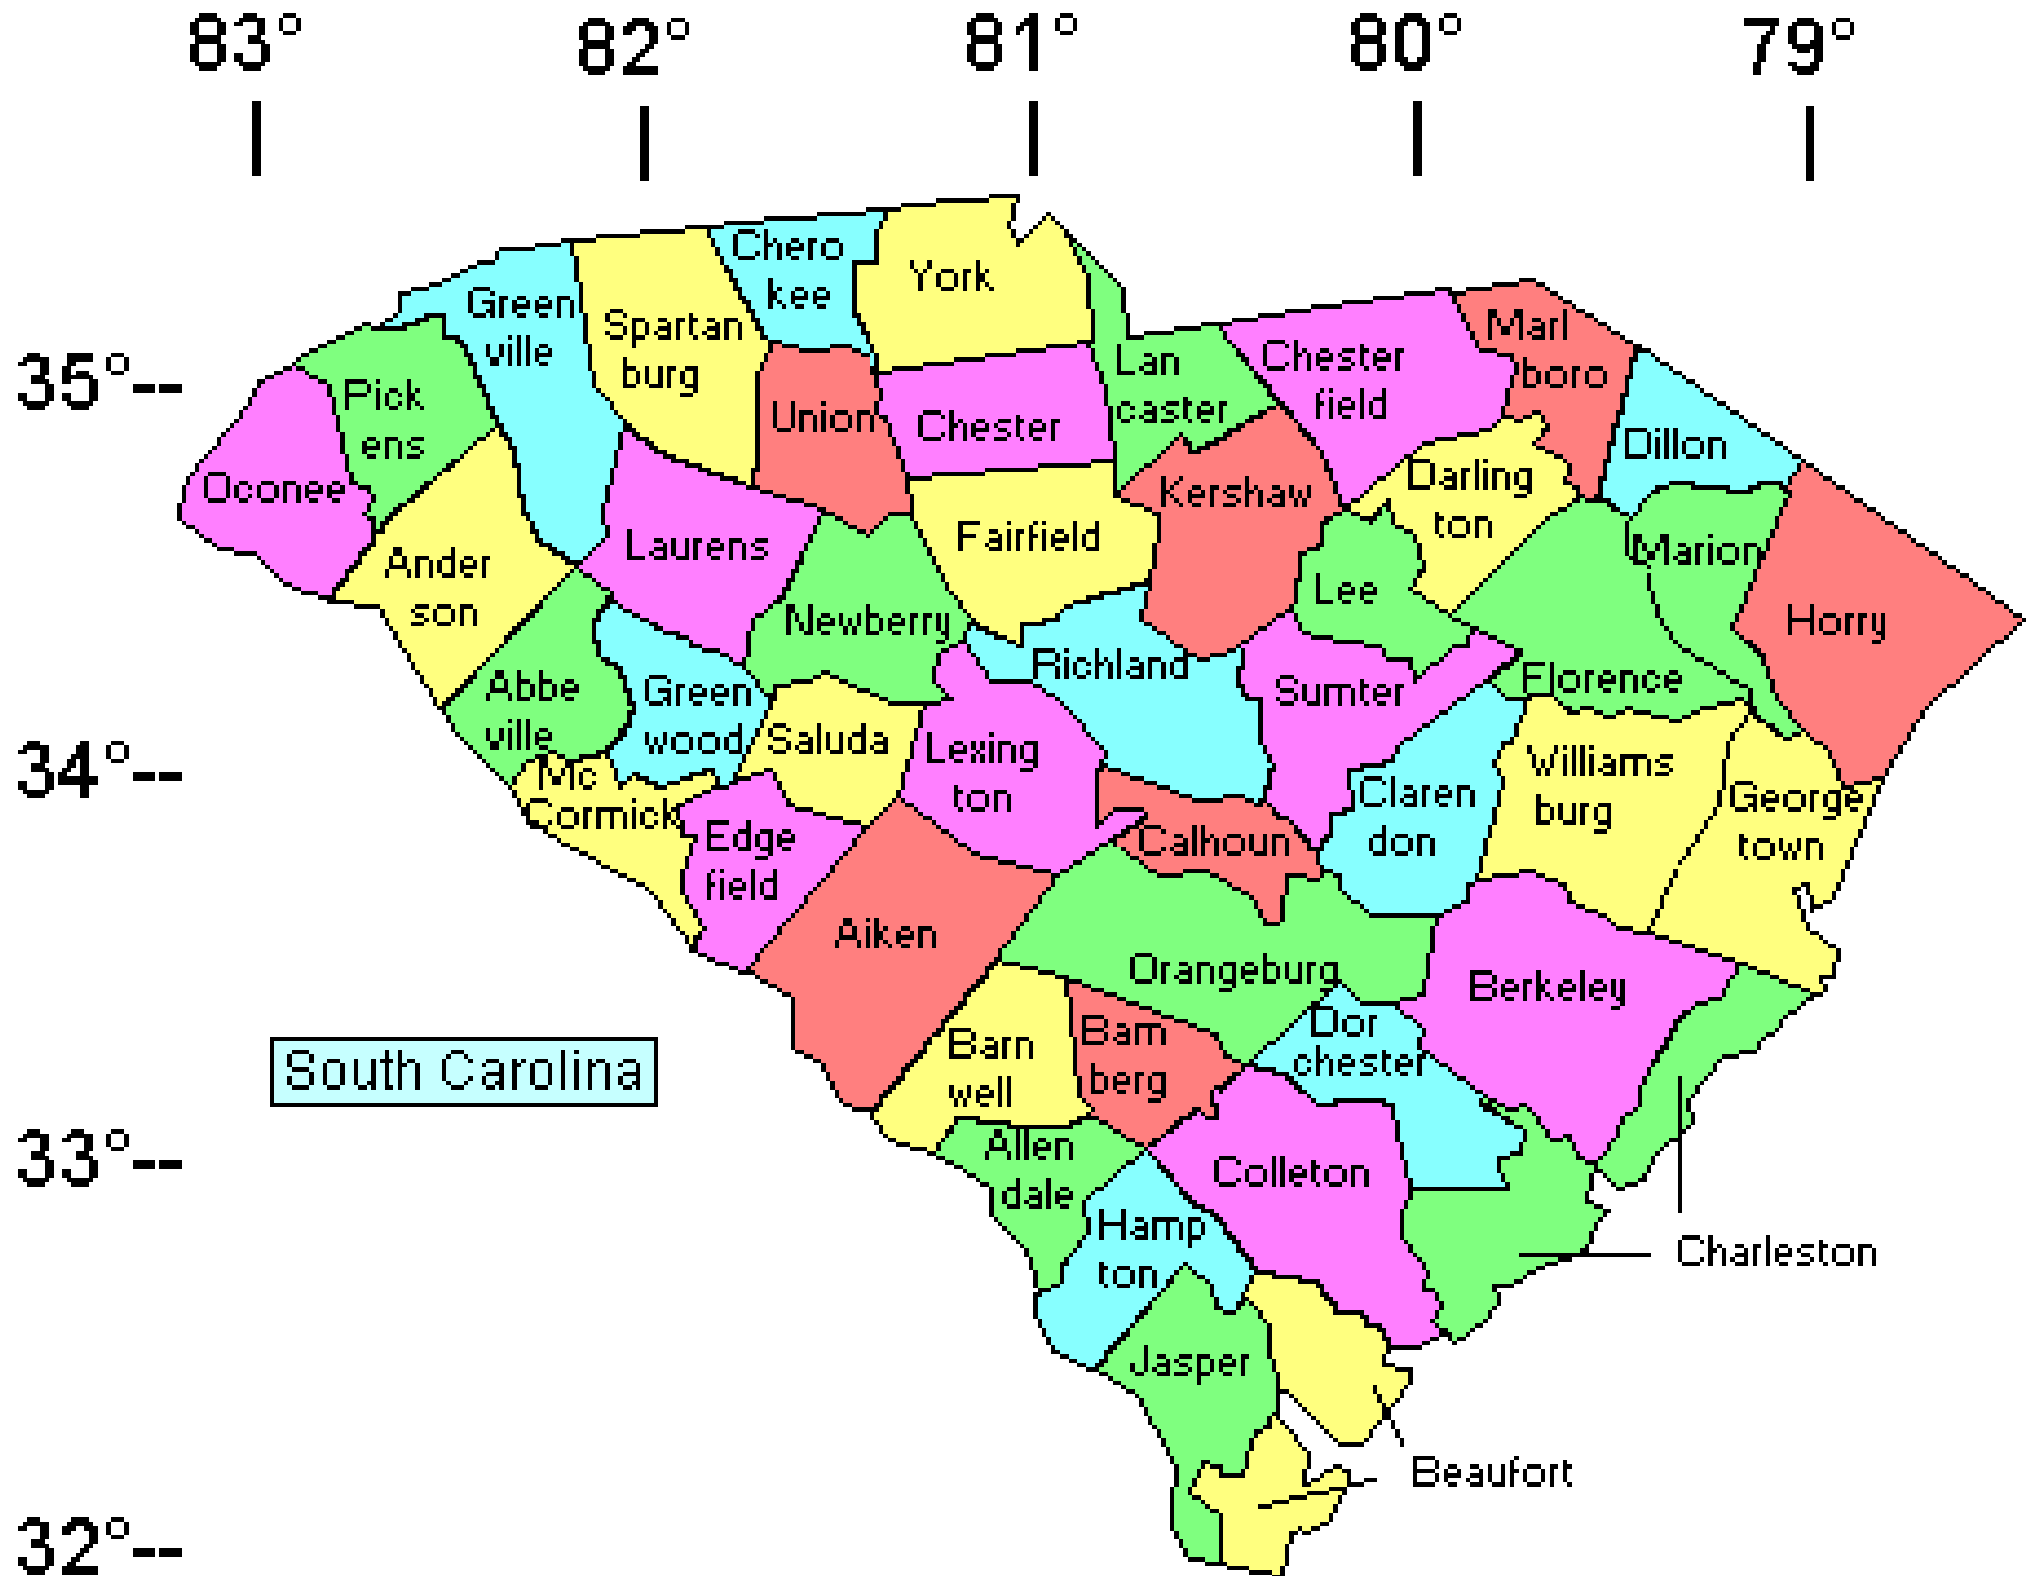 83° 82° 81° 80° 79°
Chero
kee
York
Green
ville
Spartan
burg
Marl
boro
35°--
Lan
caster
Chester
field
Pick
ens
Union
Chester
Dillon
Oconee
Kershaw
Darling
ton
Ander
son
Laurens
Fairfield
Marion
Lee
Newberry
Horry
Richland
Abbe
ville
Green
wood
Sumter
Florence
34°--
Saluda
Lexing
ton
Mc
Cormick
Williams
burg
Claren
don
George
town
Edge
field
Calhoun
Aiken
Orangeburg
Berkeley
South Carolina
Barn
well
Bam
berg
Dor
chester
33°--
Allen
dale
Colleton
Hamp
ton
Charleston
Jasper
Beaufort
32°--